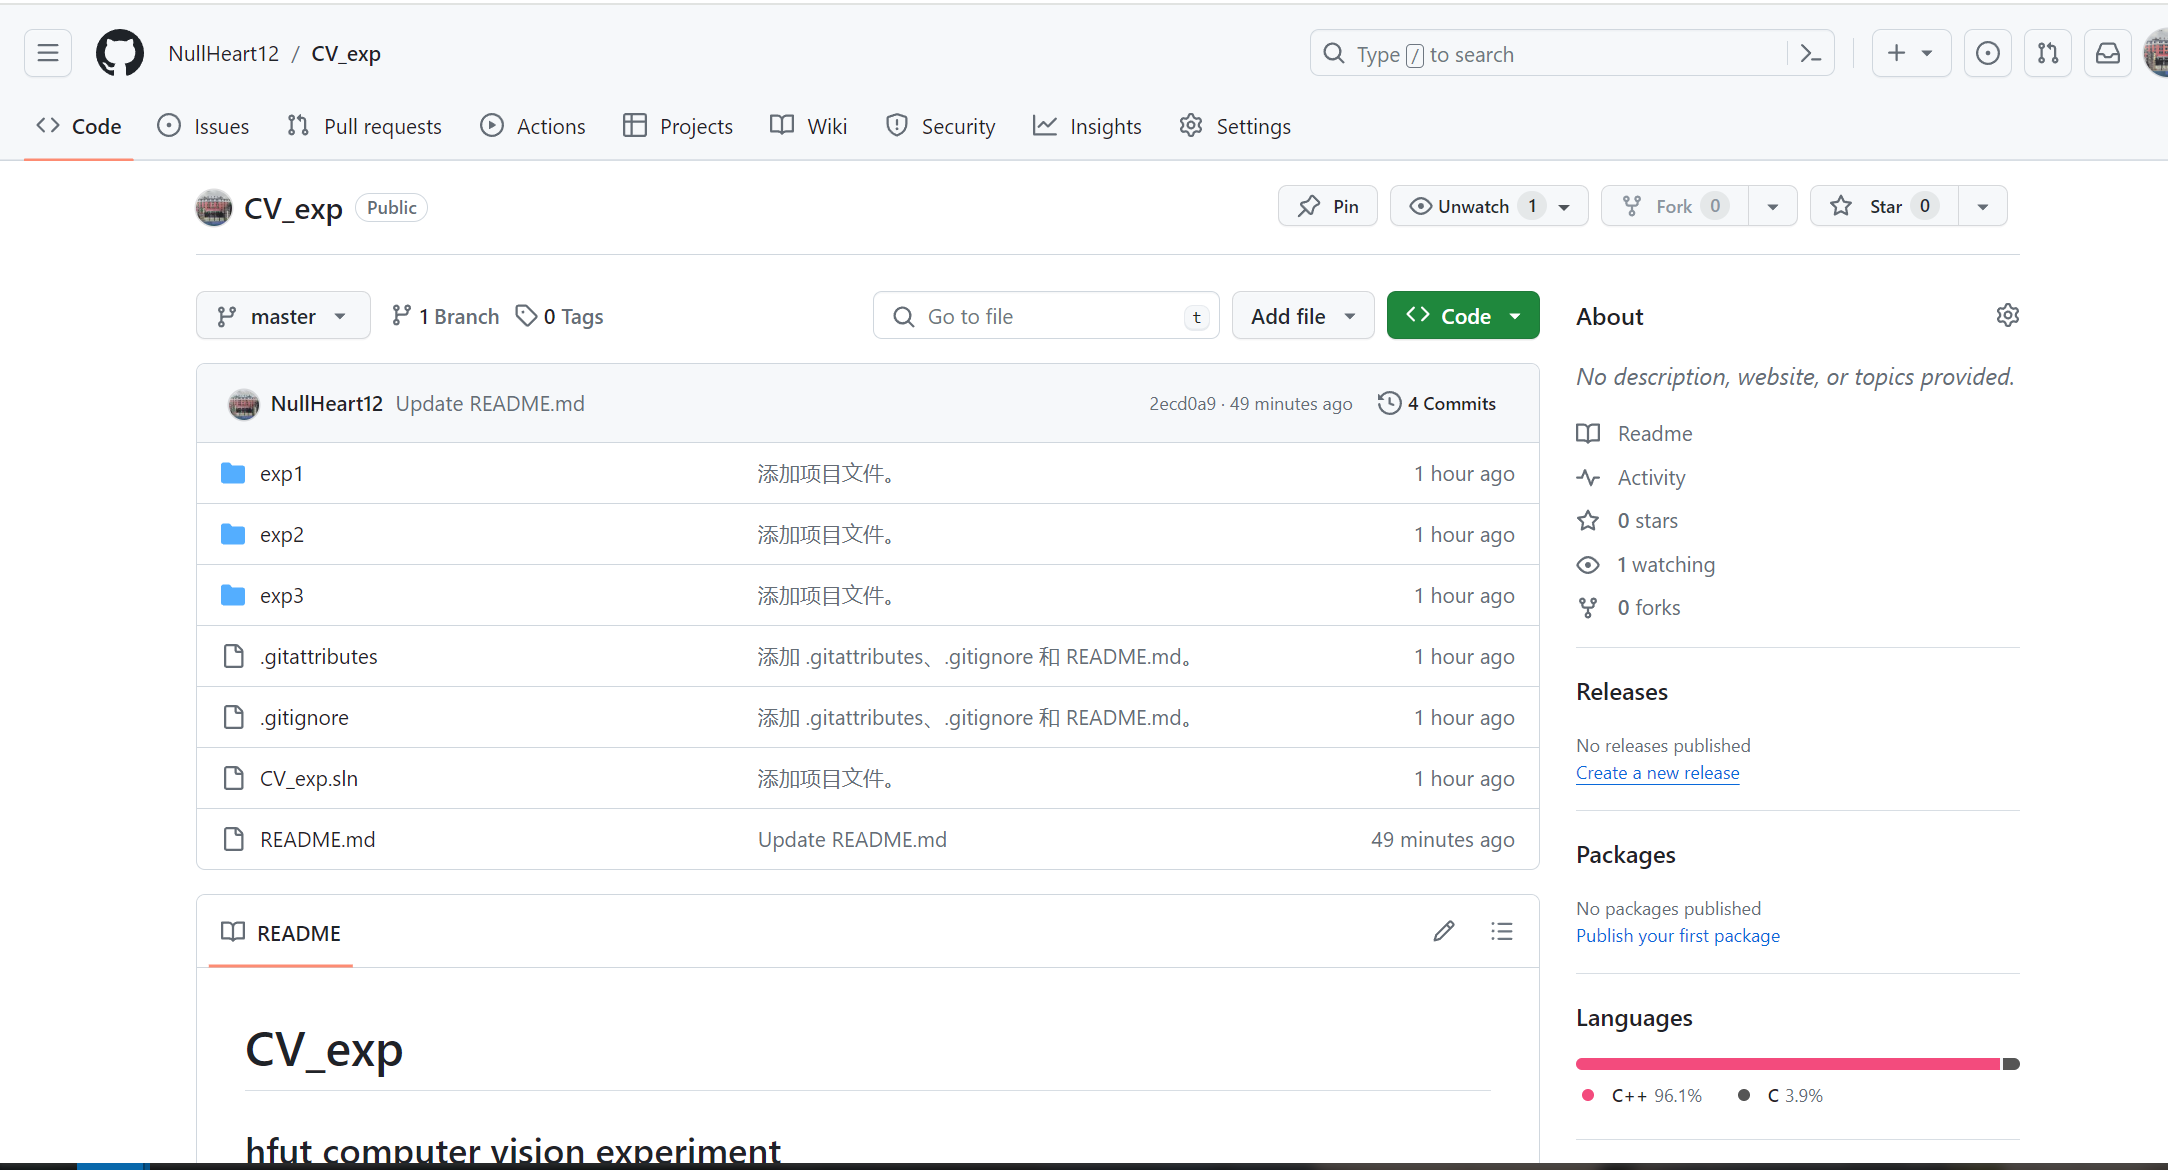 NullHeart12 / CV_exp
Type / to search
Code
Issues
Pull requests
Actions
Projects
Wiki
Security
Insights
Settings
CV_exp Public
Pin
Unwatch 1
Fork 0
Star 0
master
1 Branch
0 Tags
Go to file t
Add file
Code
NullHeart12 Update README.md 2ecd0a9 · 49 minutes ago 4 Commits
exp1 添加项目文件。 1 hour ago
exp2 添加项目文件。 1 hour ago
exp3 添加项目文件。 1 hour ago
.gitattributes 添加 .gitattributes、.gitignore 和 README.md。 1 hour ago
.gitignore 添加 .gitattributes、.gitignore 和 README.md。 1 hour ago
CV_exp.sln 添加项目文件。 1 hour ago
README.md Update README.md 49 minutes ago
README
CV_exp
hfut computer vision experiment
About
No description, website, or topics provided.
Readme
Activity
0 stars
1 watching
0 forks
Releases
No releases published
Create a new release
Packages
No packages published
Publish your first package
Languages
C++ 96.1% C 3.9%